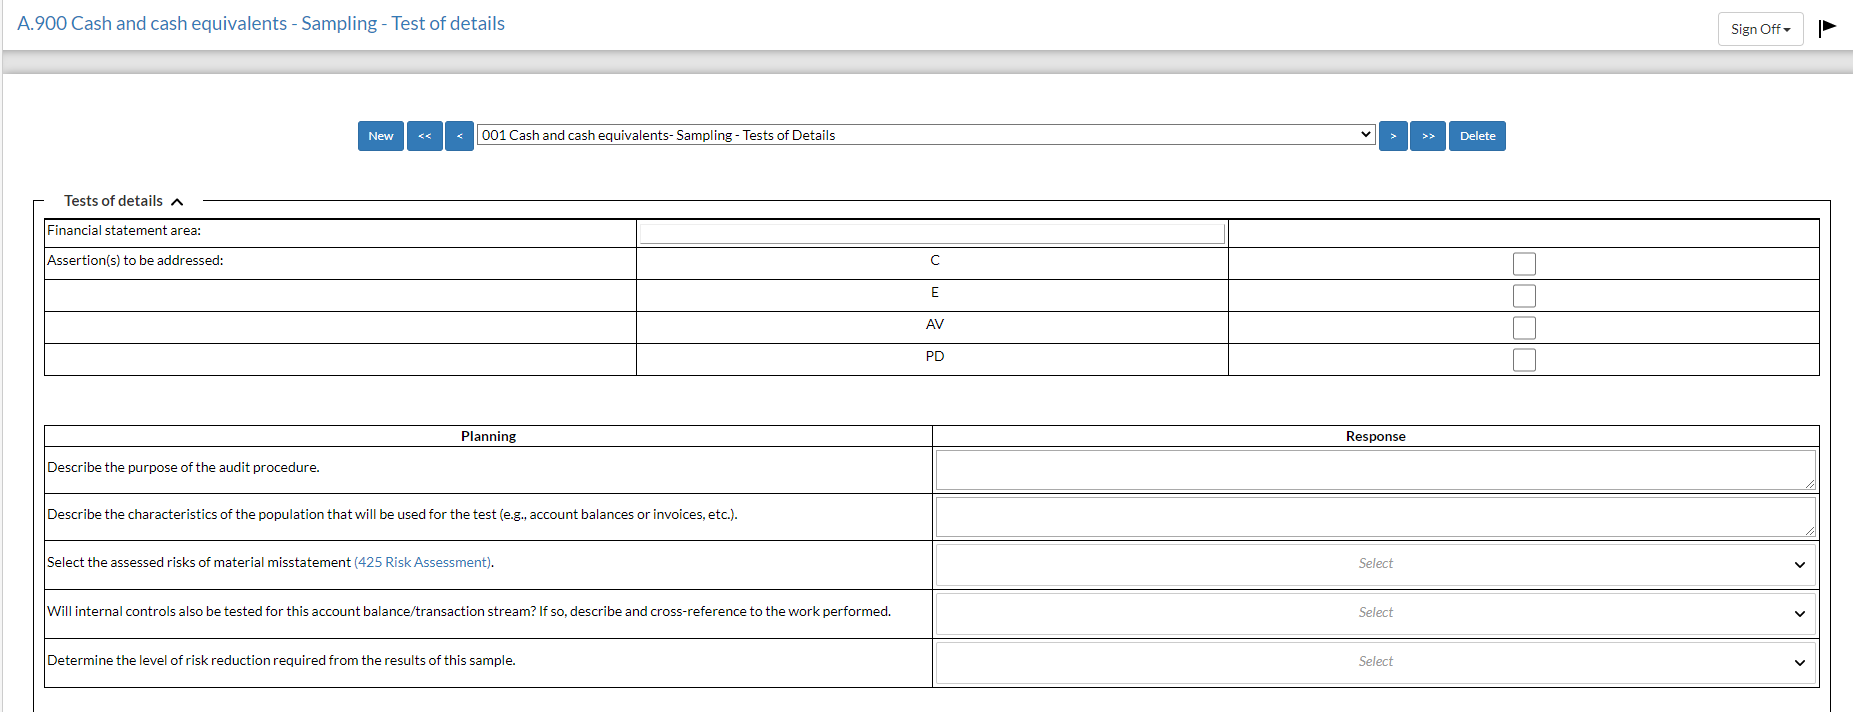 A.900 Cash and cash equivalents - Sampling - Test of details
Sign Off
New << < 001 Cash and cash equivalents- Sampling - Tests of Details > >> Delete
Tests of details
Financial statement area:
Assertion(s) to be addressed: C
E
AV
PD
Planning Response
Describe the purpose of the audit procedure.
Describe the characteristics of the population that will be used for the test (e.g., account balances or invoices, etc.).
Select the assessed risks of material misstatement (425 Risk Assessment). Select
Will internal controls also be tested for this account balance/transaction stream? If so, describe and cross-reference to the work performed. Select
Determine the level of risk reduction required from the results of this sample. Select